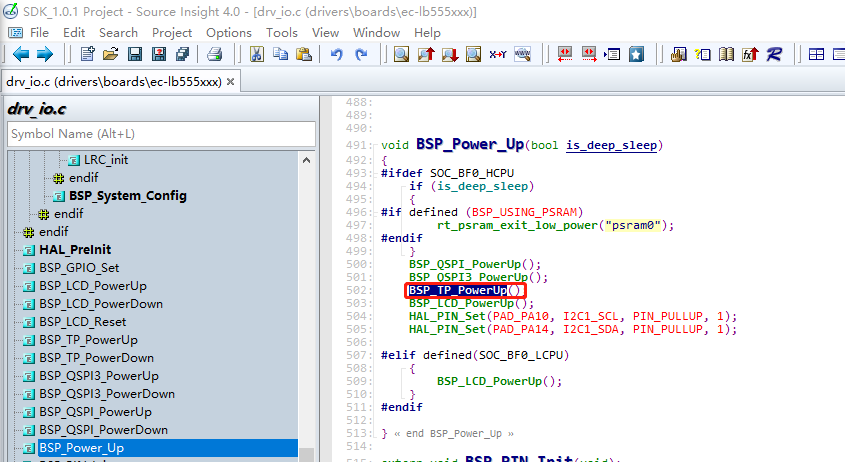 SDK_1.0.1 Project - Source Insight 4.0 - [drv_io.c (drivers\boards\ec-lb555xxx)]
File Edit Search Project Options Tools View Window Help
drv_io.c (drivers\boards\ec-lb555xxx) ×
drv_io.c
Symbol Name (Alt+L)
LRC_init
endif
BSP_System_Config
endif
endif
HAL_PreInit
BSP_GPIO_Set
BSP_LCD_PowerUp
BSP_LCD_PowerDown
BSP_LCD_Reset
BSP_TP_PowerUp
BSP_TP_PowerDown
BSP_QSPI3_PowerUp
BSP_QSPI3_PowerDown
BSP_QSPI_PowerUp
BSP_QSPI_PowerDown
BSP_Power_Up
488:
489:
490:
491: void BSP_Power_Up(bool is_deep_sleep)
492: {
493: #ifdef SOC_BF0_HCPU
494: if (is_deep_sleep)
495: {
496: #if defined (BSP_USING_PSRAM)
497: rt_psram_exit_low_power("psram0");
498: #endif
499: }
500: BSP_QSPI_PowerUp();
501: BSP_QSPI3_PowerUp();
502: BSP_TP_PowerUp()
503: BSP_LCD_PowerUp();
504: HAL_PIN_Set(PAD_PA10, I2C1_SCL, PIN_PULLUP, 1);
505: HAL_PIN_Set(PAD_PA14, I2C1_SDA, PIN_PULLUP, 1);
506:
507: #elif defined(SOC_BF0_LCPU)
508: {
509: BSP_LCD_PowerUp();
510: }
511: #endif
512:
513: } « end BSP_Power_Up »
514:
515: extern void BSP_PIN_Init(void);